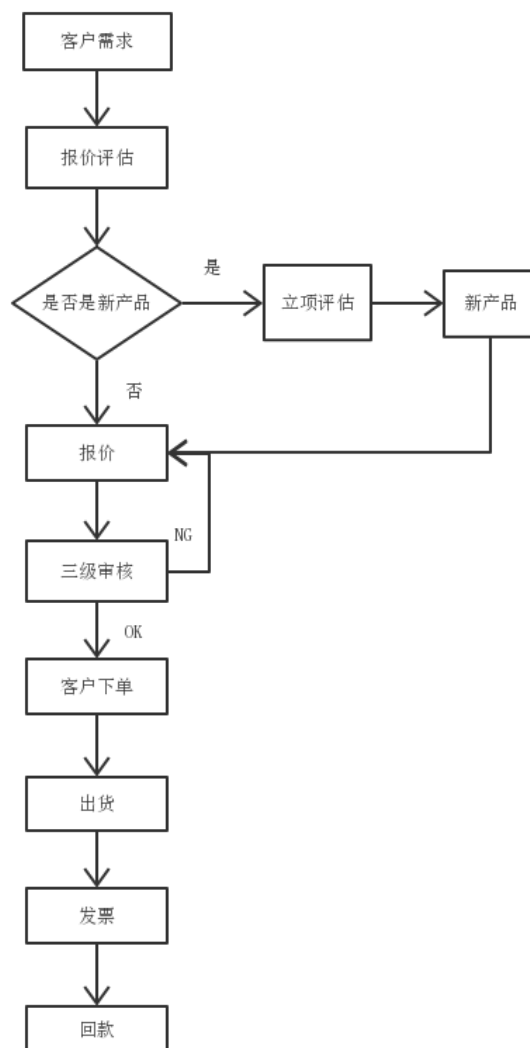 客户需求
报价评估
是否是新产品
是
立项评估
新产品
否
报价
NG
三级审核
OK
客户下单
出货
发票
回款